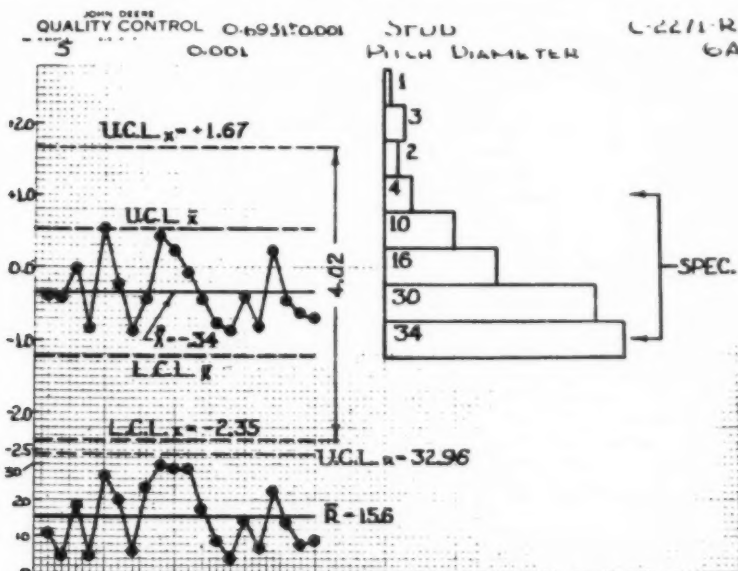 JOHN DEERE
QUALITY CONTROL 0.6931±0.001 STUD C-2271-R
5 0.001 PITCH DIAMETER 6A
+2.0
+1.0
0.0
-1.0
-2.0
-2.5
30
20
10
0
U.C.L.x = +1.67
U.C.L. x̄
x̄ = -.34
L.C.L. x̄
L.C.L.x = -2.35
4.02
U.C.L.R = 32.96
R̄ = 15.6
1
3
2
4
10
16
30
34
SPEC.